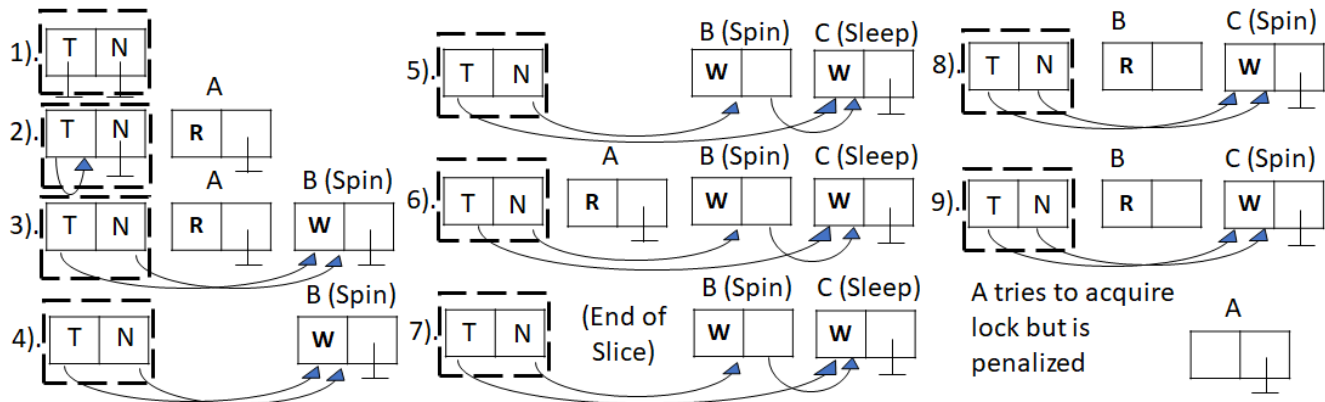 1). T N
A
2). T N R
A B (Spin)
3). T N R W
B (Spin)
4). T N W
B (Spin) C (Sleep)
5). T N W W
A B (Spin) C (Sleep)
6). T N R W W
B (Spin) C (Sleep)
7). T N (End of Slice) W W
B C (Spin)
8). T N R W
B C (Spin)
9). T N R W
A tries to acquire
lock but is
penalized
A